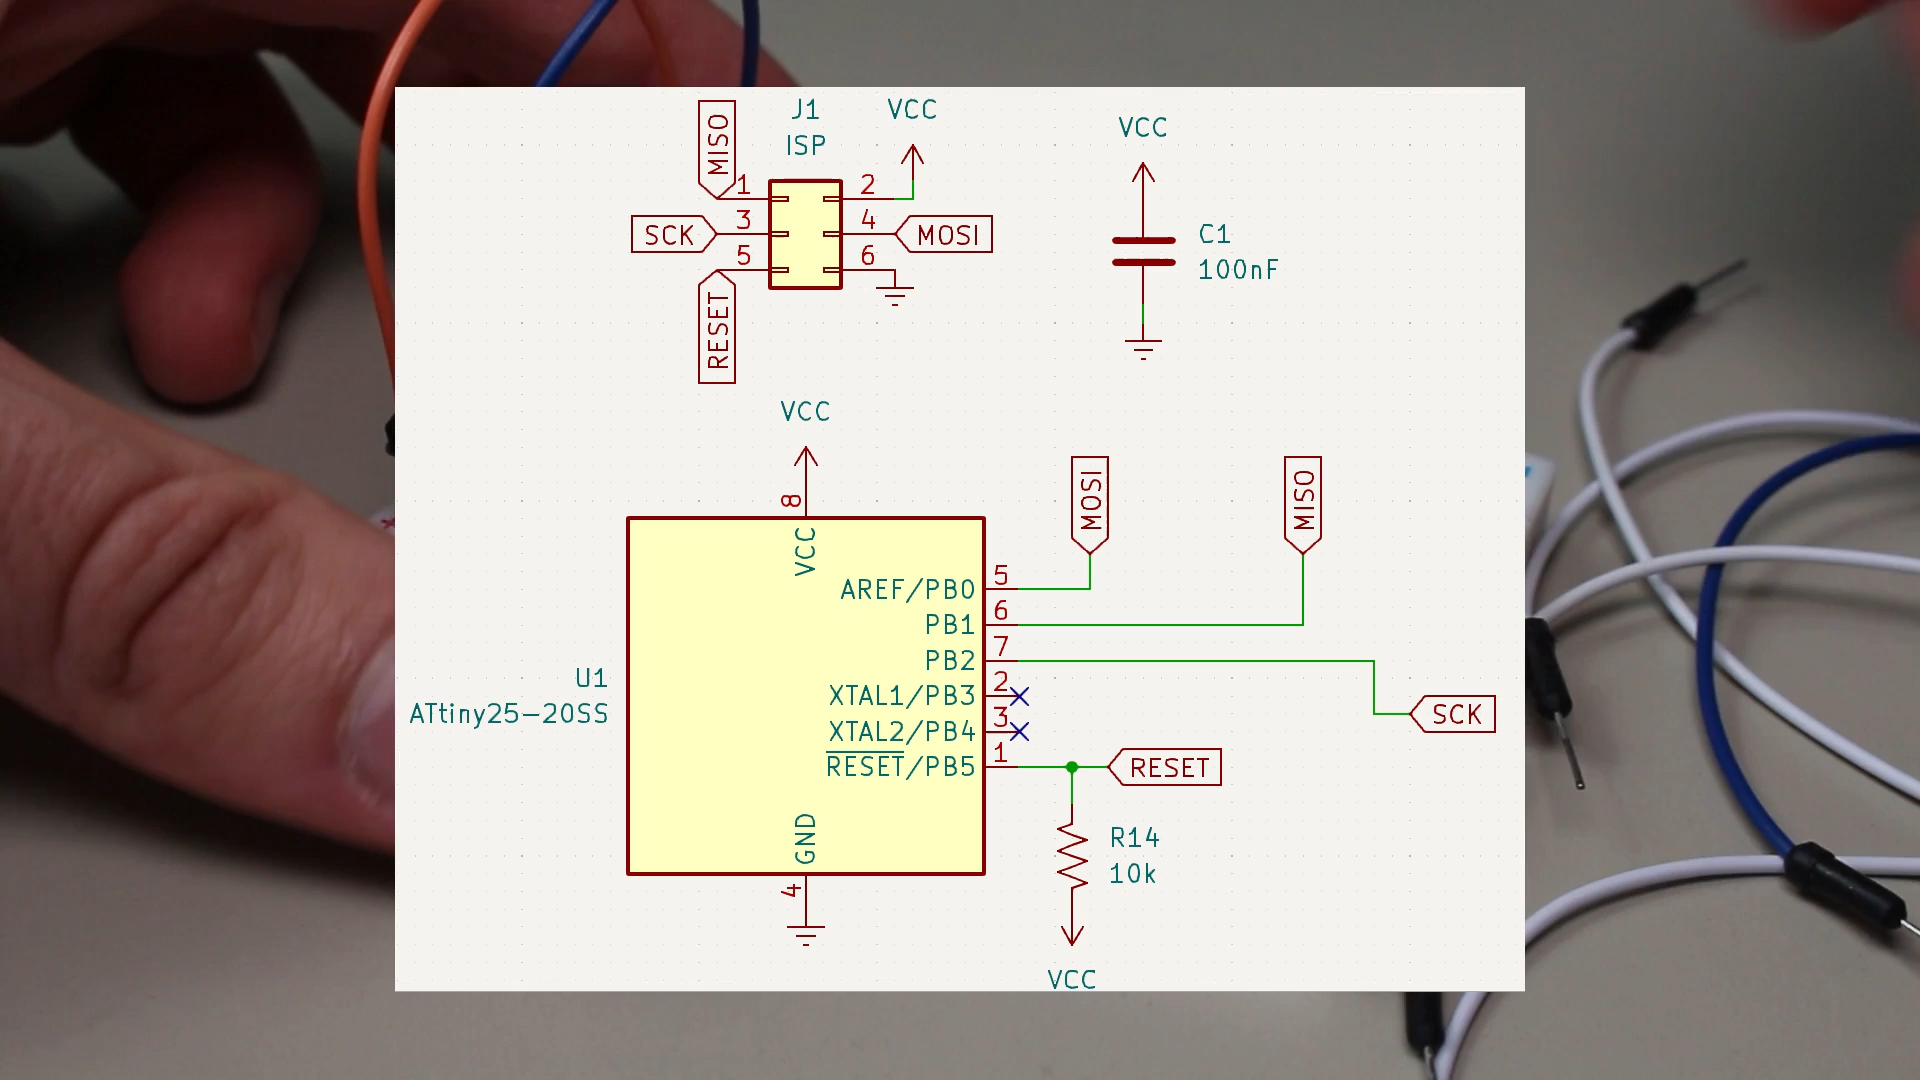 J1
ISP
VCC
MISO
1
2
3
4
5
6
SCK
MOSI
RESET
VCC
C1
100nF
VCC
8
VCC
MOSI
MISO
AREF/PB0
5
PB1
6
PB2
7
XTAL1/PB3
2
XTAL2/PB4
3
RESET/PB5
1
SCK
RESET
U1
ATtiny25-20SS
GND
4
R14
10k
VCC